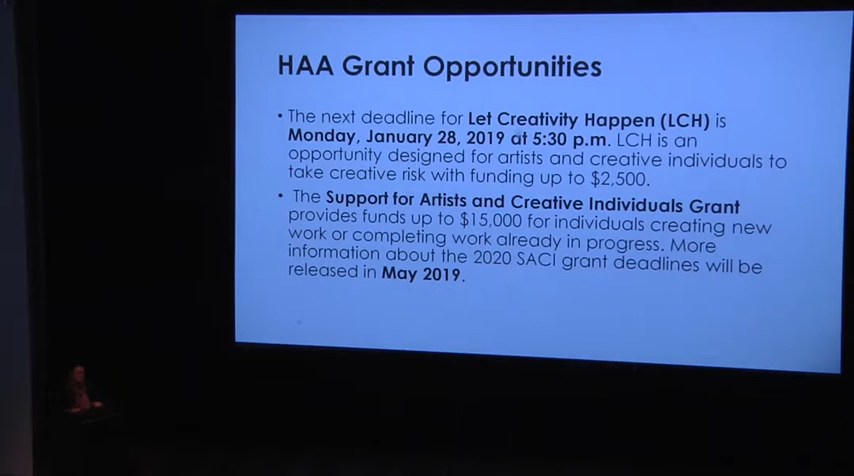 HAA Grant Opportunities
• The next deadline for Let Creativity Happen (LCH) is
Monday, January 28, 2019 at 5:30 p.m. LCH is an
opportunity designed for artists and creative individuals to
take creative risk with funding up to $2,500.
• The Support for Artists and Creative Individuals Grant
provides funds up to $15,000 for individuals creating new
work or completing work already in progress. More
information about the 2020 SACI grant deadlines will be
released in May 2019.